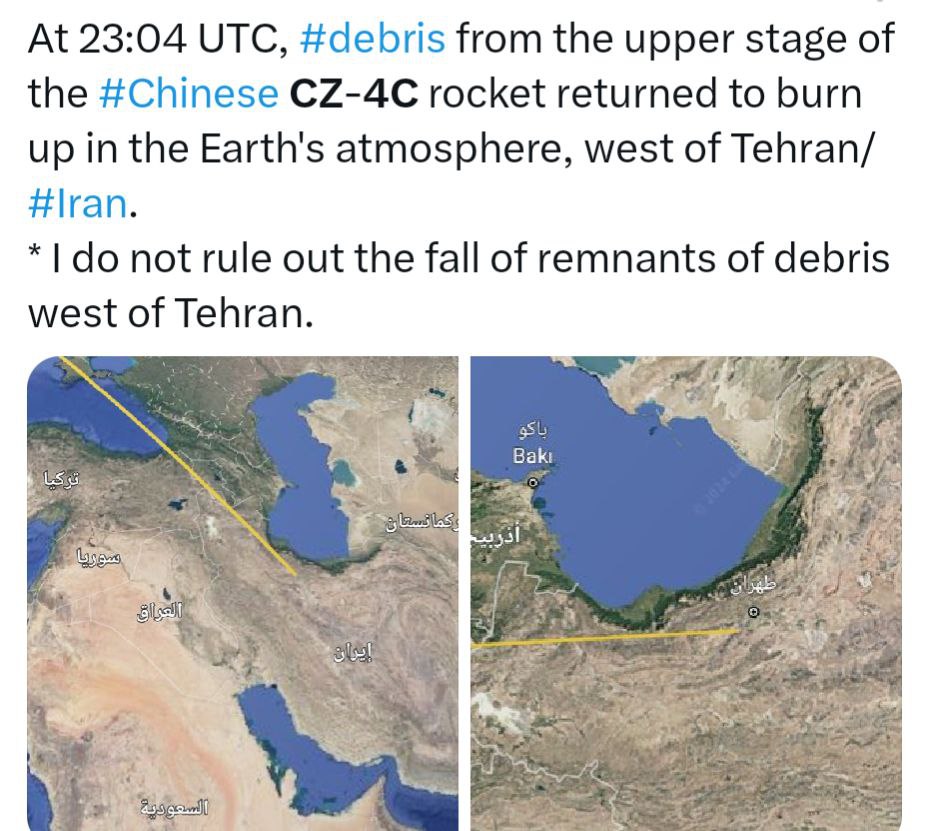 At 23:04 UTC, #debris from the upper stage of
the #Chinese CZ-4C rocket returned to burn
up in the Earth's atmosphere, west of Tehran/
#Iran.
* I do not rule out the fall of remnants of debris
west of Tehran.
تركيا
سوريا
العراق
إيران
كمانستان
السعودية
باكو
Bakı
أذربيج
طهران